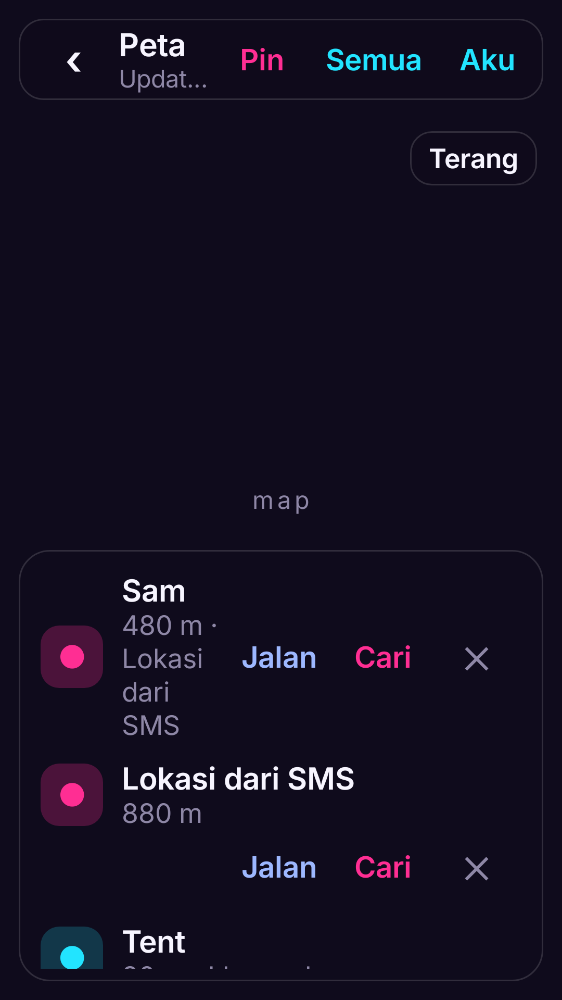 ‹ Peta Pin Semua Aku
Updat...
Terang
map
Sam
480 m ·
Lokasi
dari
SMS
Jalan Cari ×
Lokasi dari SMS
880 m
Jalan Cari ×
Tent